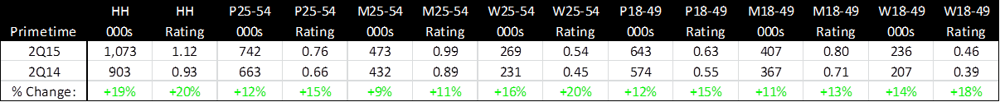 HH HH P25-54 P25-54 M25-54 M25-54 W25-54 W25-54 P18-49 P18-49 M18-49 M18-49 W18-49 W18-49
Primetime 000s Rating 000s Rating 000s Rating 000s Rating 000s Rating 000s Rating 000s Rating
2Q15 1,073 1.12 742 0.76 473 0.99 269 0.54 643 0.63 407 0.80 236 0.46
2Q14 903 0.93 663 0.66 432 0.89 231 0.45 574 0.55 367 0.71 207 0.39
% Change: +19% +20% +12% +15% +9% +11% +16% +20% +12% +15% +11% +13% +14% +18%